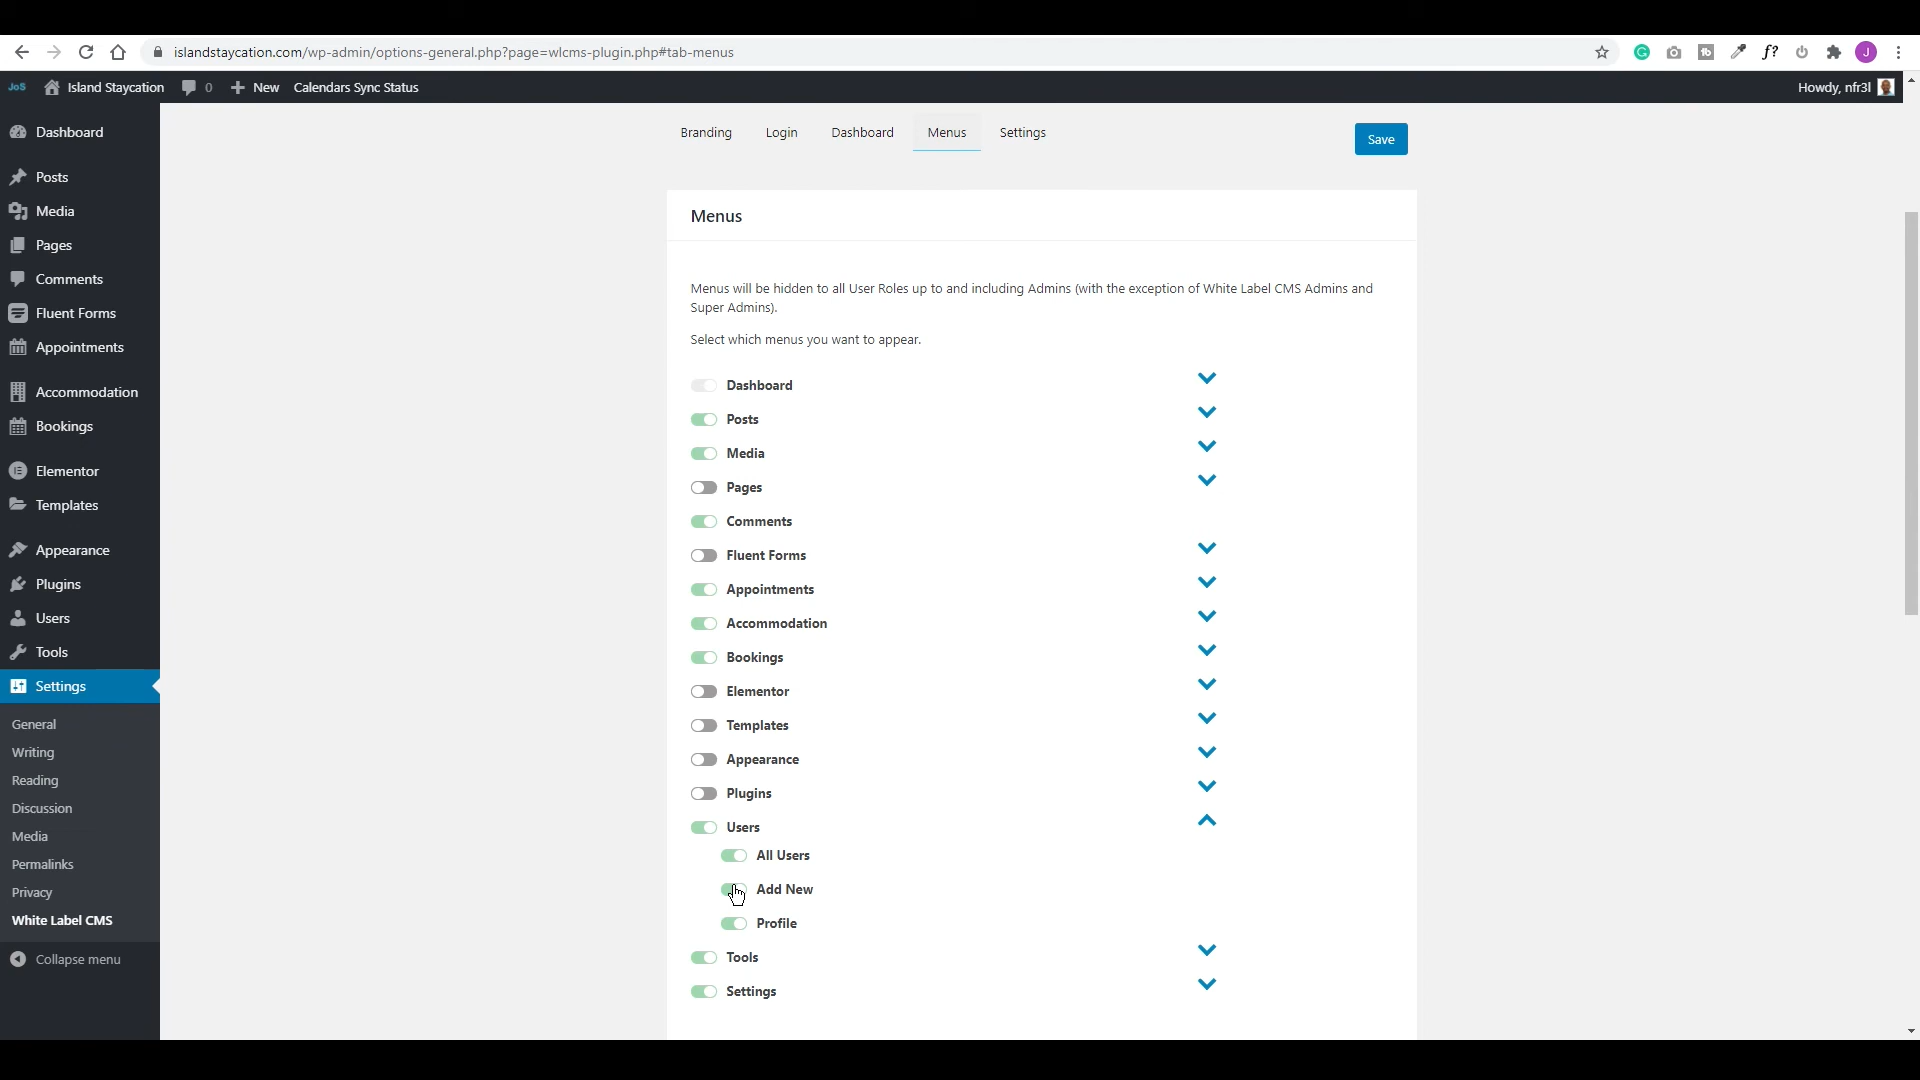 islandstaycation.com/wp-admin/options-general.php?page=wlcms-plugin.php#tab-menus
f?
J
JoS
Island Staycation
0
New
Calendars Sync Status
Howdy, nfr3l
Dashboard
Posts
Media
Pages
Comments
Fluent Forms
Appointments
Accommodation
Bookings
Elementor
Templates
Appearance
Plugins
Users
Tools
Settings
General
Writing
Reading
Discussion
Media
Permalinks
Privacy
White Label CMS
Collapse menu
Branding
Login
Dashboard
Menus
Settings
Save
Menus
Menus will be hidden to all User Roles up to and including Admins (with the exception of White Label CMS Admins and
Super Admins).
Select which menus you want to appear.
Dashboard
Posts
Media
Pages
Comments
Fluent Forms
Appointments
Accommodation
Bookings
Elementor
Templates
Appearance
Plugins
Users
All Users
Add New
Profile
Tools
Settings